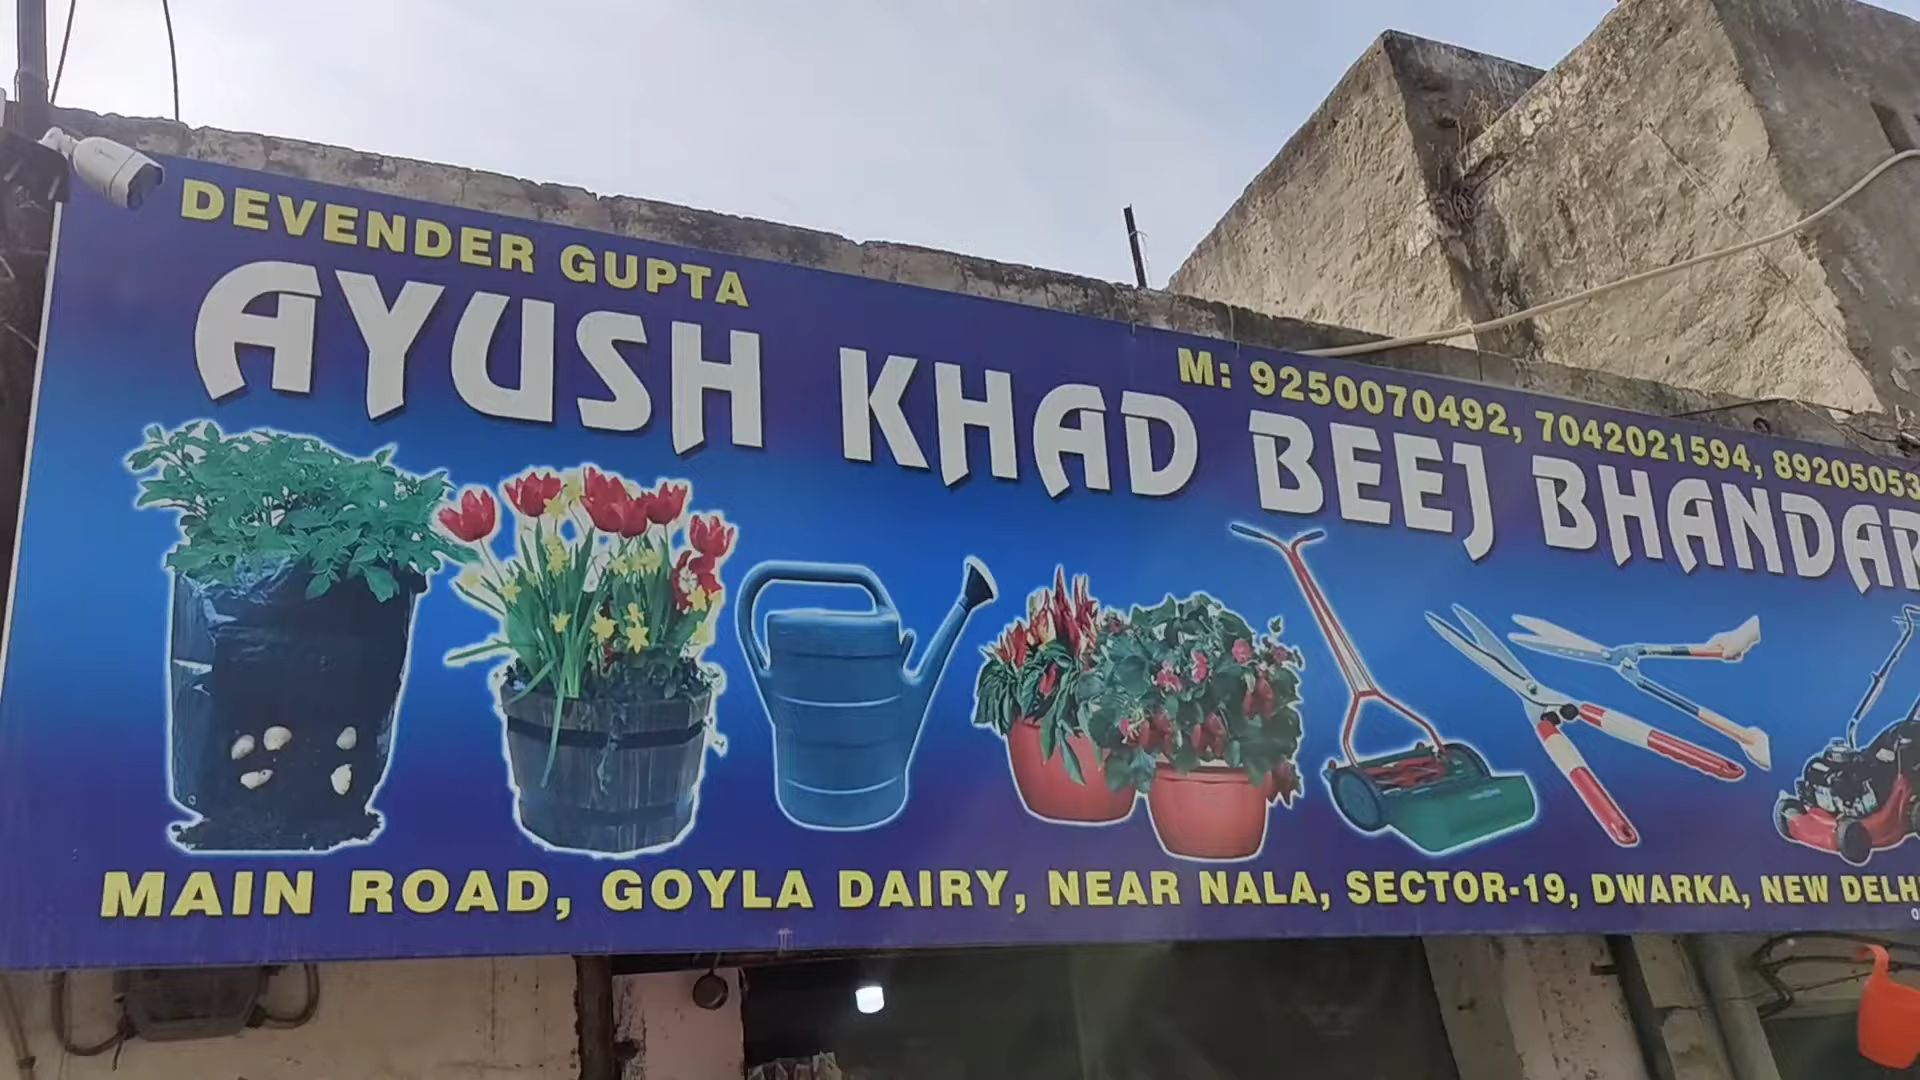 DEVENDER GUPTA
M: 9250070492, 7042021594, 89205053
AYUSH KHAD BEEJ BHANDAR
MAIN ROAD, GOYLA DAIRY, NEAR NALA, SECTOR-19, DWARKA, NEW DELH